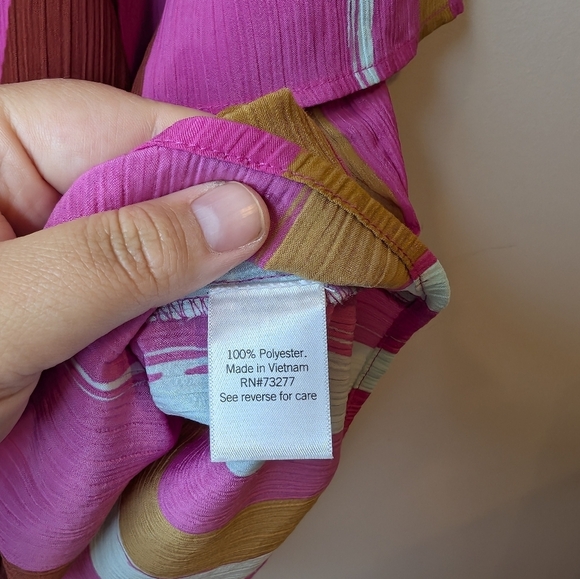 100% Polyester.
Made in Vietnam
RN#73277
See reverse for care